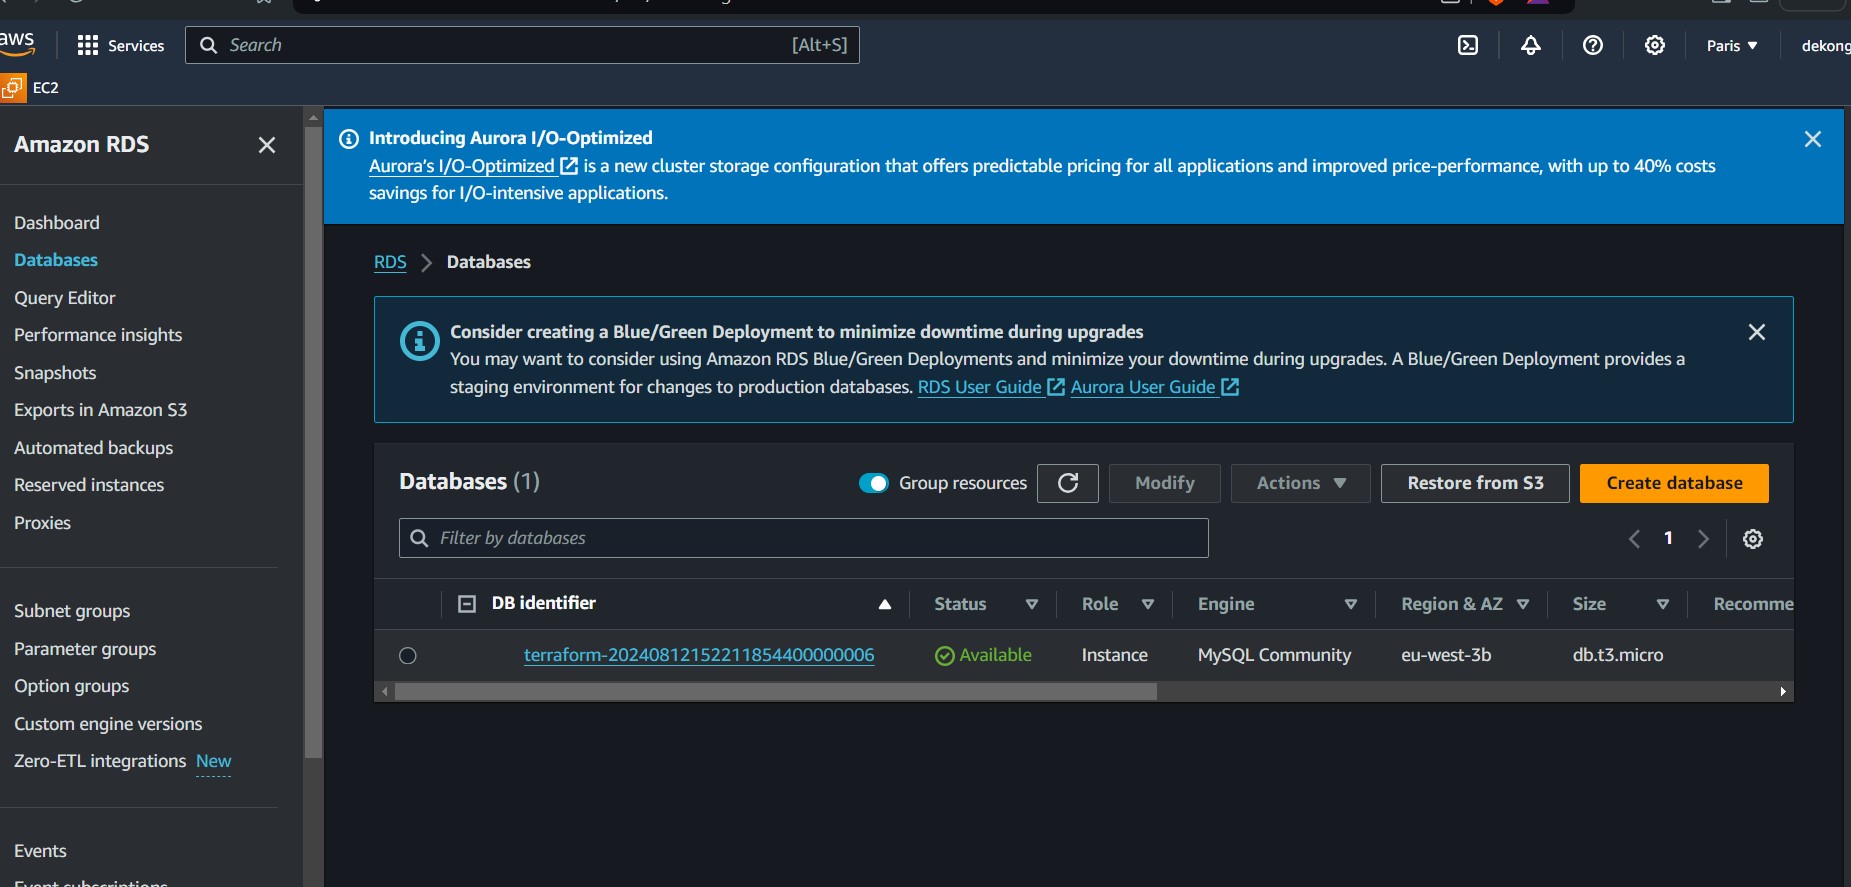 aws
Services
Search
[Alt+S]
Paris
dekong
EC2
Amazon RDS
Dashboard
Databases
Query Editor
Performance insights
Snapshots
Exports in Amazon S3
Automated backups
Reserved instances
Proxies
Subnet groups
Parameter groups
Option groups
Custom engine versions
Zero-ETL integrations New
Events
Event subscriptions
Introducing Aurora I/O-Optimized
Aurora's I/O-Optimized is a new cluster storage configuration that offers predictable pricing for all applications and improved price-performance, with up to 40% costs
savings for I/O-intensive applications.
RDS > Databases
Consider creating a Blue/Green Deployment to minimize downtime during upgrades
You may want to consider using Amazon RDS Blue/Green Deployments and minimize your downtime during upgrades. A Blue/Green Deployment provides a
staging environment for changes to production databases. RDS User Guide Aurora User Guide
Databases (1)
Group resources
Modify
Actions
Restore from S3
Create database
Filter by databases
1
DB identifier
Status
Role
Engine
Region & AZ
Size
Recomme
terraform-20240812152211854400000006
Available
Instance
MySQL Community
eu-west-3b
db.t3.micro